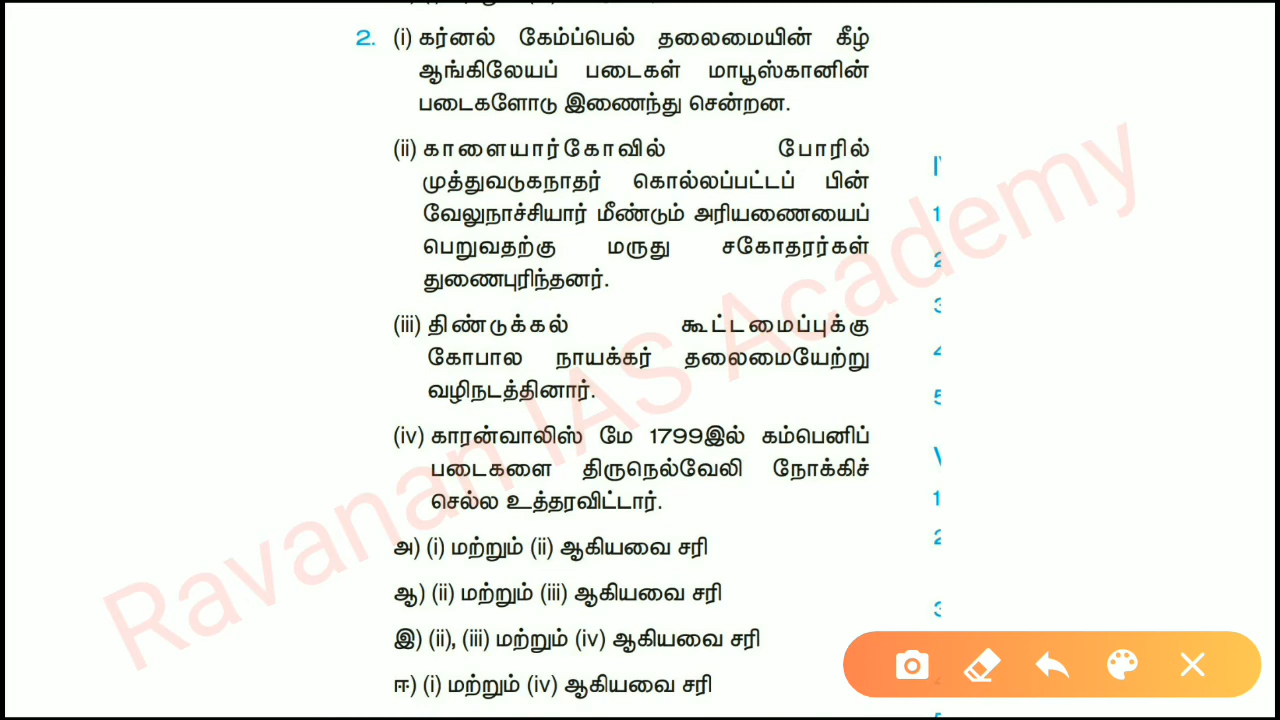 2. (i) கர்னல் கேம்ப்பெல் தலைமையின் கீழ்
ஆங்கிலேயப் படைகள் மாபூஸ்கானின்
படைகளோடு இணைந்து சென்றன.
(ii) காளையார்கோவில் போரில்
முத்துவடுகநாதர் கொல்லப்பட்டப் பின்
வேலுநாச்சியார் மீண்டும் அரியணையைப்
பெறுவதற்கு மருது சகோதரர்கள்
துணைபுரிந்தனர்.
(iii) திண்டுக்கல் கூட்டமைப்புக்கு
கோபால நாயக்கர் தலைமையேற்று
வழிநடத்தினார்.
(iv) காரன்வாலிஸ் மே 1799இல் கம்பெனிப்
படைகளை திருநெல்வேலி நோக்கிச்
செல்ல உத்தரவிட்டார்.
அ) (i) மற்றும் (ii) ஆகியவை சரி
ஆ) (ii) மற்றும் (iii) ஆகியவை சரி
இ) (ii), (iii) மற்றும் (iv) ஆகியவை சரி
ஈ) (i) மற்றும் (iv) ஆகியவை சரி
Ravanan IAS Academy